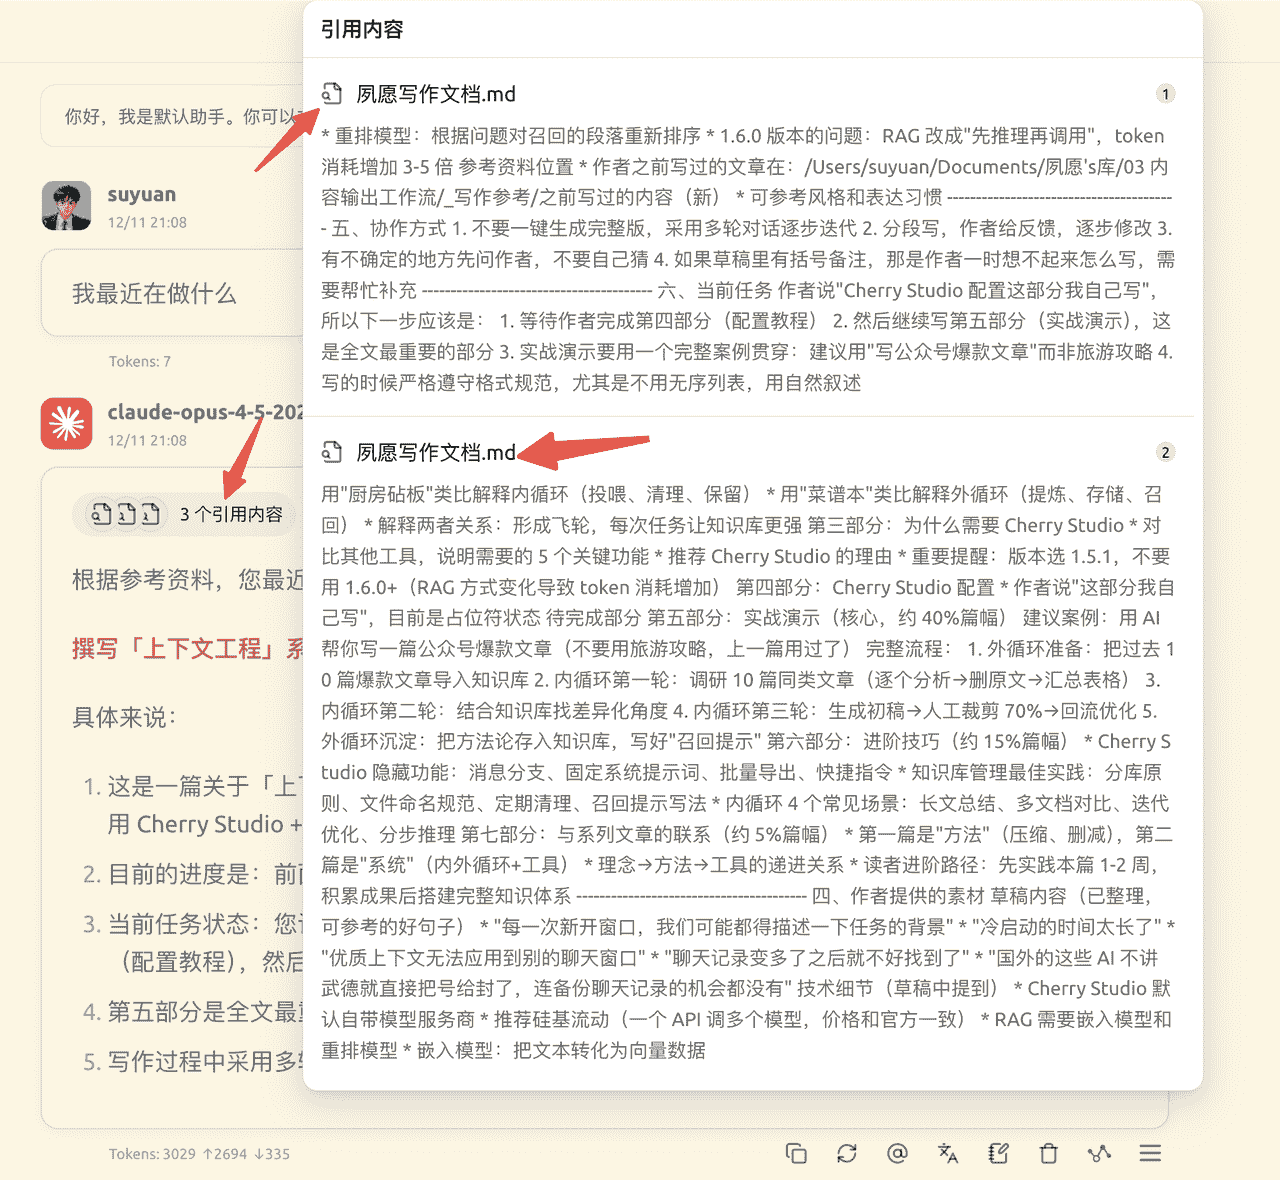 引用内容
夙愿写作文档.md
1
* 重排模型：根据问题对召回的段落重新排序 * 1.6.0 版本的问题：RAG 改成"先推理再调用"，token
消耗增加 3-5 倍 参考资料位置 * 作者之前写过的文章在：/Users/suyuan/Documents/夙愿's库/03 内
容输出工作流/_写作参考/之前写过的内容（新） * 可参考风格和表达习惯 ---------------------------------------
- 五、协作方式 1. 不要一键生成完整版，采用多轮对话逐步迭代 2. 分段写，作者给反馈，逐步修改 3.
有不确定的地方先问作者，不要自己猜 4. 如果草稿里有括号备注，那是作者一时想不起来怎么写，需
要帮忙补充 ---------------------------------------- 六、当前任务 作者说"Cherry Studio 配置这部分我自己写"，
所以下一步应该是： 1. 等待作者完成第四部分（配置教程） 2. 然后继续写第五部分（实战演示），这
是全文最重要的部分 3. 实战演示要用一个完整案例贯穿：建议用"写公众号爆款文章"而非旅游攻略 4.
写的时候严格遵守格式规范，尤其是不用无序列表，用自然叙述
夙愿写作文档.md
2
用"厨房砧板"类比解释内循环（投喂、清理、保留） * 用"菜谱本"类比解释外循环（提炼、存储、召
回） * 解释两者关系：形成飞轮，每次任务让知识库更强 第三部分：为什么需要 Cherry Studio * 对
比其他工具，说明需要的 5 个关键功能 * 推荐 Cherry Studio 的理由 * 重要提醒：版本选 1.5.1，不要
用 1.6.0+（RAG 方式变化导致 token 消耗增加） 第四部分：Cherry Studio 配置 * 作者说"这部分我自
己写"，目前是占位符状态 待完成部分 第五部分：实战演示（核心，约 40%篇幅） 建议案例：用 AI
帮你写一篇公众号爆款文章（不要用旅游攻略，上一篇用过了） 完整流程： 1. 外循环准备：把过去 1
0 篇爆款文章导入知识库 2. 内循环第一轮：调研 10 篇同类文章（逐个分析→删原文→汇总表格） 3.
内循环第二轮：结合知识库找差异化角度 4. 内循环第三轮：生成初稿→人工裁剪 70%→回流优化 5.
外循环沉淀：把方法论存入知识库，写好"召回提示" 第六部分：进阶技巧（约 15%篇幅） * Cherry S
tudio 隐藏功能：消息分支、固定系统提示词、批量导出、快捷指令 * 知识库管理最佳实践：分库原
则、文件命名规范、定期清理、召回提示写法 * 内循环 4 个常见场景：长文总结、多文档对比、迭代
优化、分步推理 第七部分：与系列文章的联系（约 5%篇幅） * 第一篇是"方法"（压缩、删减），第二
篇是"系统"（内外循环+工具） * 理念→方法→工具的递进关系 * 读者进阶路径：先实践本篇 1-2 周，
积累成果后搭建完整知识体系 ---------------------------------------- 四、作者提供的素材 草稿内容（已整理，
可参考的好句子） * "每一次新开窗口，我们可能都得描述一下任务的背景" * "冷启动的时间太长了" *
"优质上下文无法应用到别的聊天窗口" * "聊天记录变多了之后就不好找到了" * "国外的这些 AI 不讲
武德就直接把号给封了，连备份聊天记录的机会都没有" 技术细节（草稿中提到） * Cherry Studio 默
认自带模型服务商 * 推荐硅基流动（一个 API 调多个模型，价格和官方一致） * RAG 需要嵌入模型和
重排模型 * 嵌入模型：把文本转化为向量数据
你好，我是默认助手。你可以
suyuan
12/11 21:08
我最近在做什么
Tokens: 7
claude-opus-4-5-202
12/11 21:08
3 个引用内容
根据参考资料，您最近
撰写「上下文工程」系
具体来说：
1. 这是一篇关于「上下
用 Cherry Studio +
2. 目前的进度是：前面
3. 当前任务状态：您
（配置教程），然后
4. 第五部分是全文最重
5. 写作过程中采用多
Tokens: 3029 ↑2694 ↓335